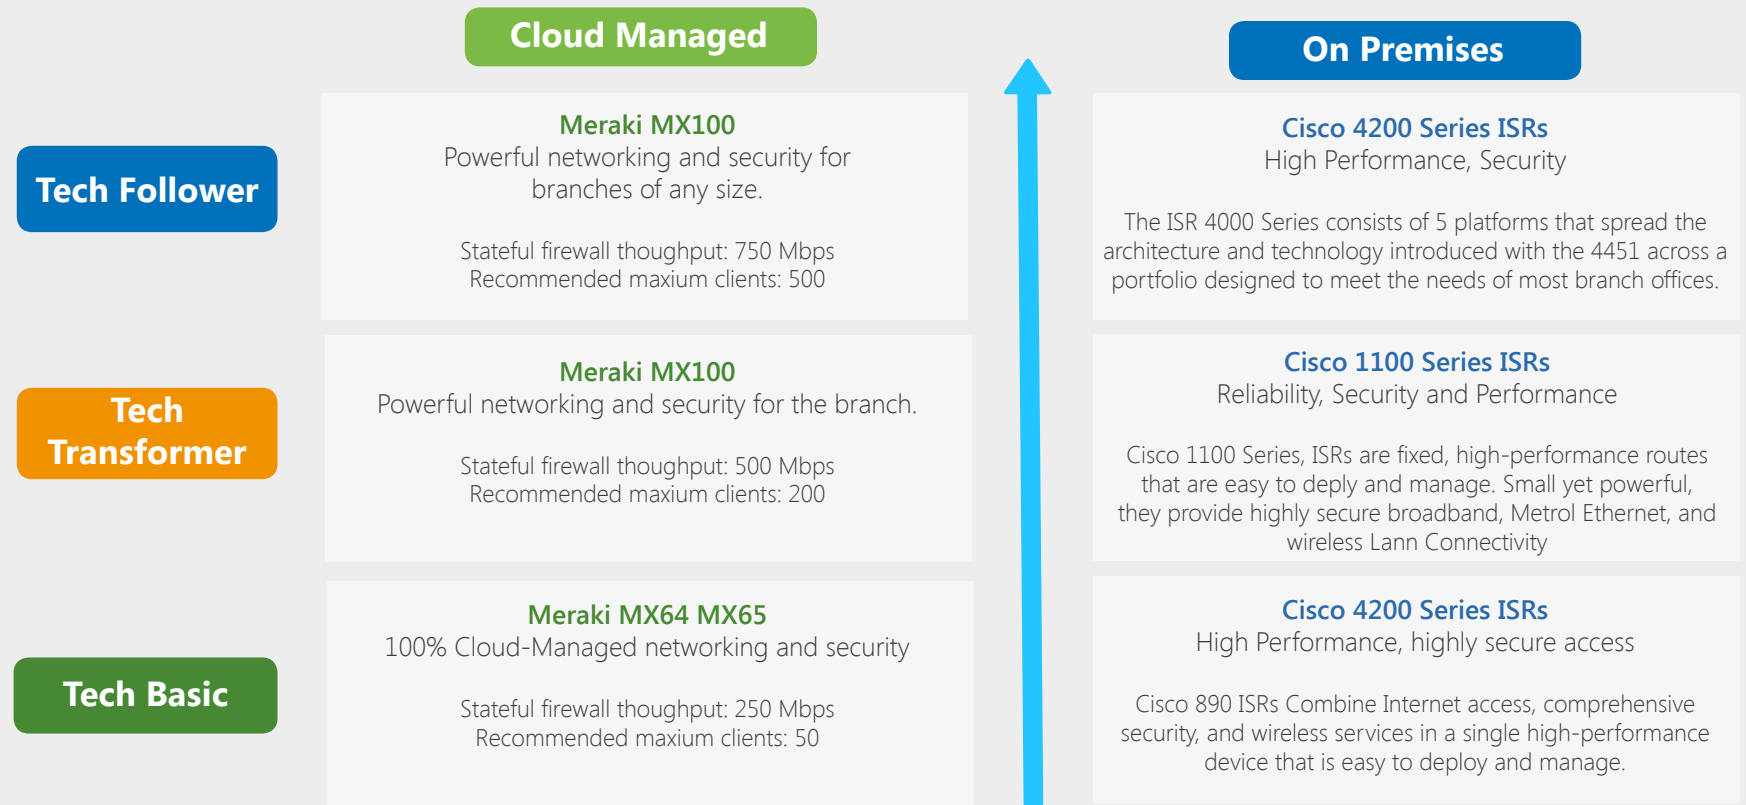 Cloud Managed
On Premises
Tech Follower
Meraki MX100
Powerful networking and security for
branches of any size.
Stateful firewall thoughput: 750 Mbps
Recommended maxium clients: 500
Cisco 4200 Series ISRs
High Performance, Security
The ISR 4000 Series consists of 5 platforms that spread the
architecture and technology introduced with the 4451 across a
portfolio designed to meet the needs of most branch offices.
Tech
Transformer
Meraki MX100
Powerful networking and security for the branch.
Stateful firewall thoughput: 500 Mbps
Recommended maxium clients: 200
Cisco 1100 Series ISRs
Reliability, Security and Performance
Cisco 1100 Series, ISRs are fixed, high-performance routes
that are easy to deply and manage. Small yet powerful,
they provide highly secure broadband, Metrol Ethernet, and
wireless Lann Connectivity
Tech Basic
Meraki MX64 MX65
100% Cloud-Managed networking and security
Stateful firewall thoughput: 250 Mbps
Recommended maxium clients: 50
Cisco 4200 Series ISRs
High Performance, highly secure access
Cisco 890 ISRs Combine Internet access, comprehensive
security, and wireless services in a single high-performance
device that is easy to deploy and manage.